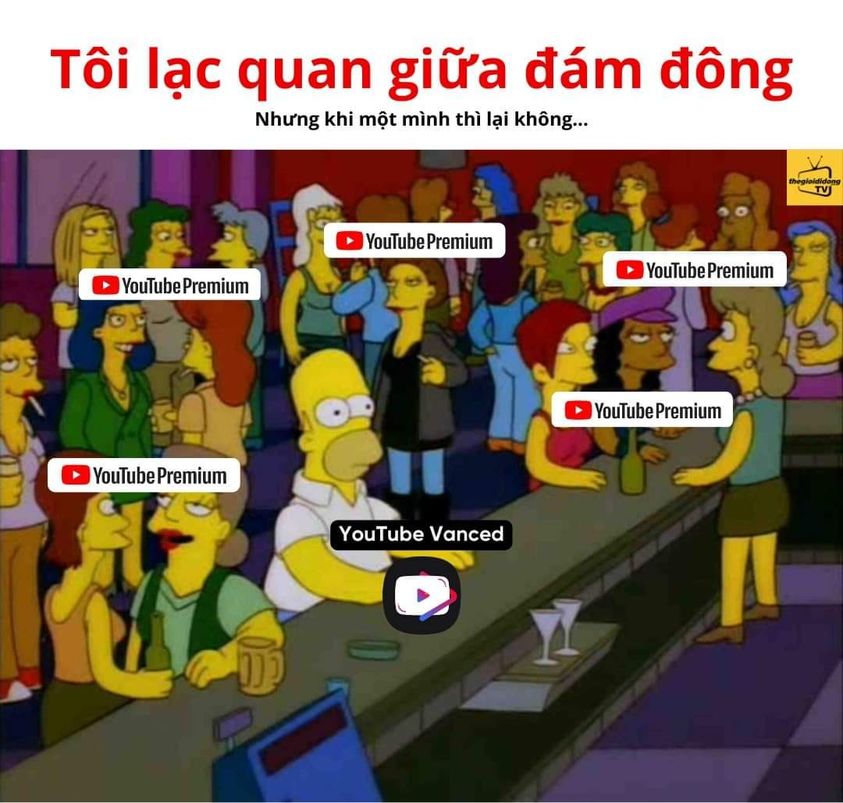 Tôi lạc quan giữa đám đông
Nhưng khi một mình thì lại không...
thegioididong
TV
YouTube Premium
YouTube Premium
YouTube Premium
YouTube Premium
YouTube Premium
YouTube Vanced